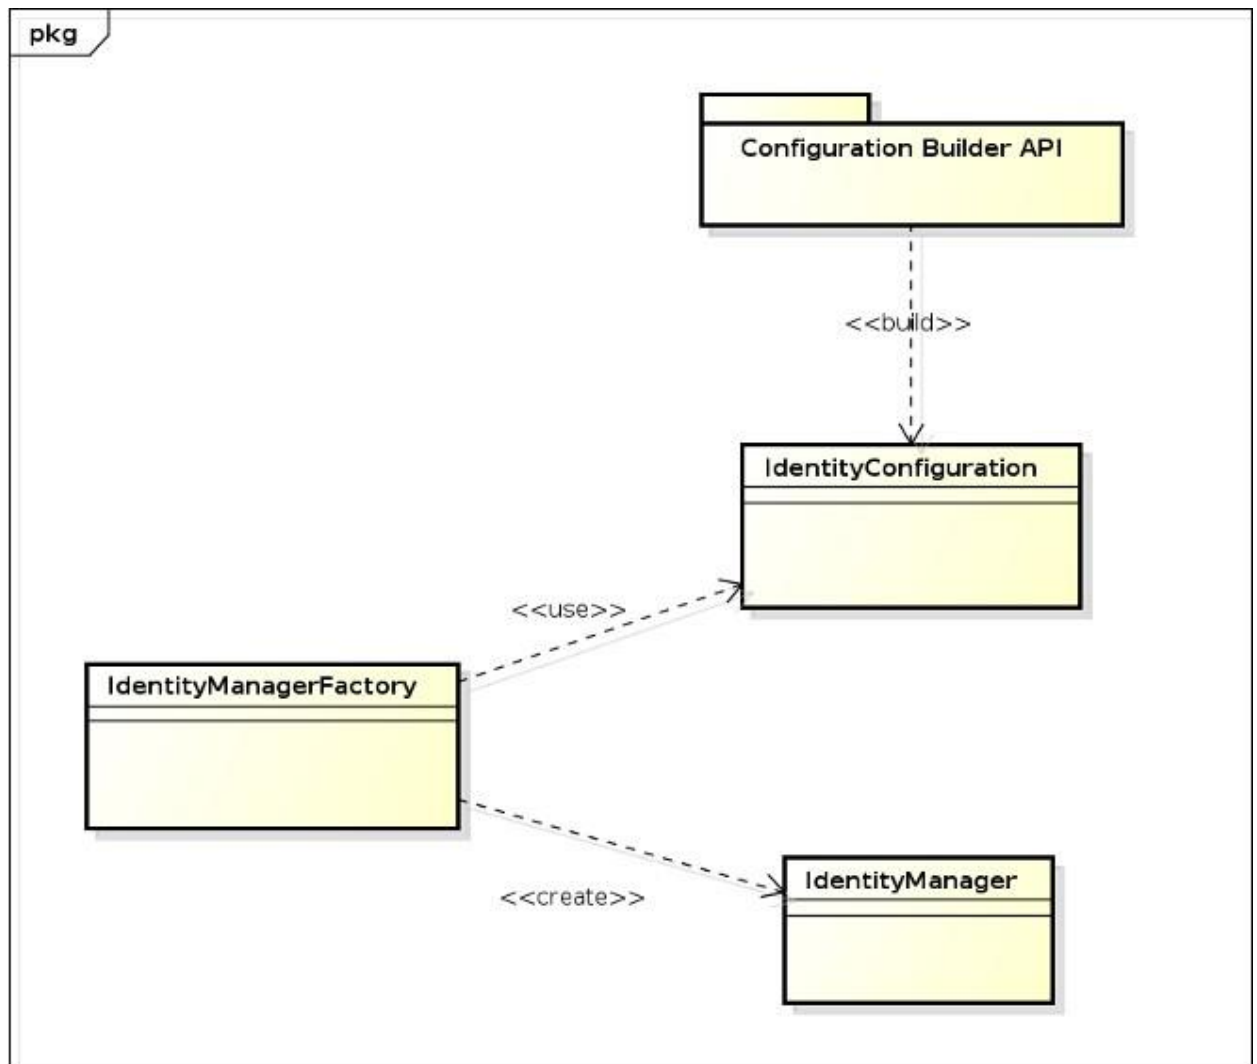 pkg
Configuration Builder API
<<build>>
IdentityConfiguration
<<use>>
IdentityManagerFactory
<<create>>
IdentityManager